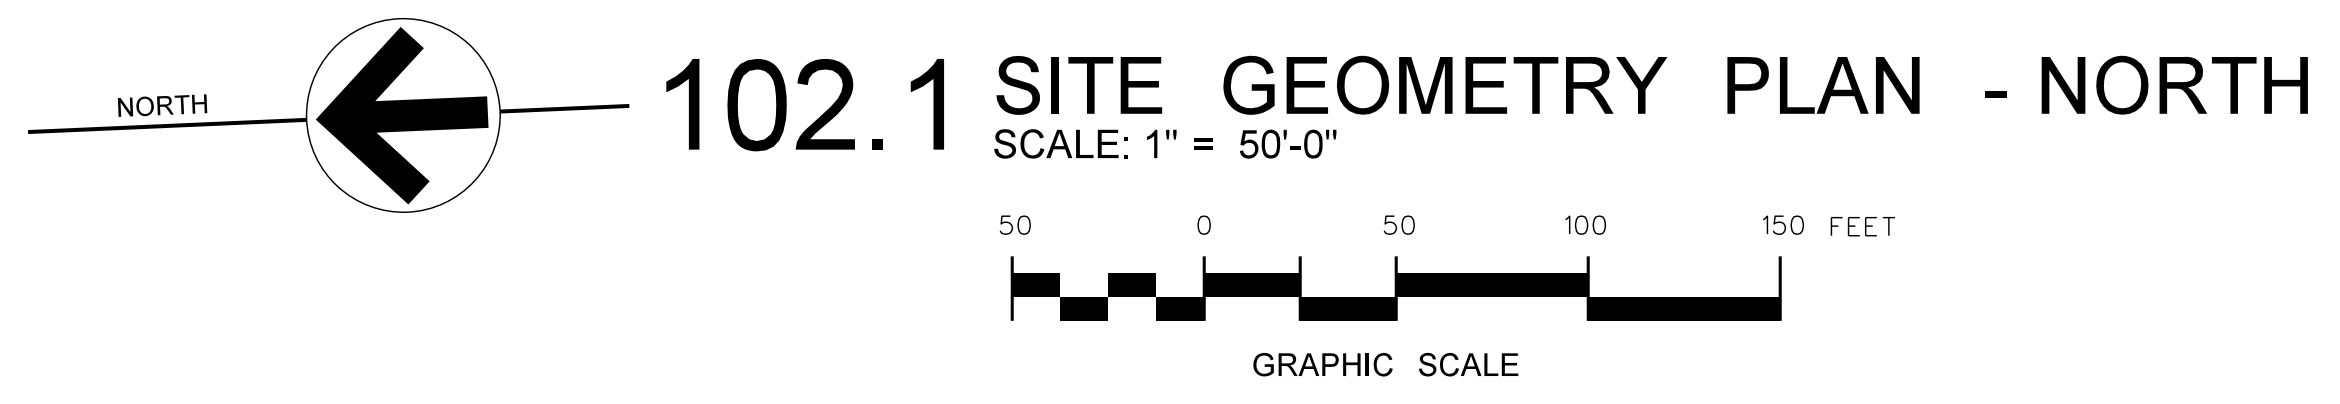 NORTH
102.1 SITE GEOMETRY PLAN - NORTH
SCALE: 1" = 50'-0"
50 0 50 100 150 FEET
GRAPHIC SCALE